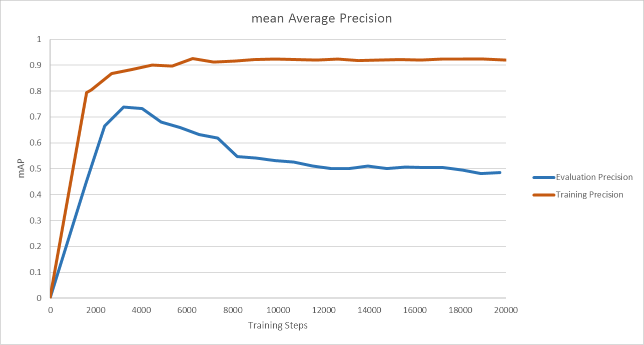 mean Average Precision
1
0.9
0.8
0.7
0.6
0.5
0.4
0.3
0.2
0.1
0
mAP
0 2000 4000 6000 8000 10000 12000 14000 16000 18000 20000
Training Steps
Evaluation Precision
Training Precision